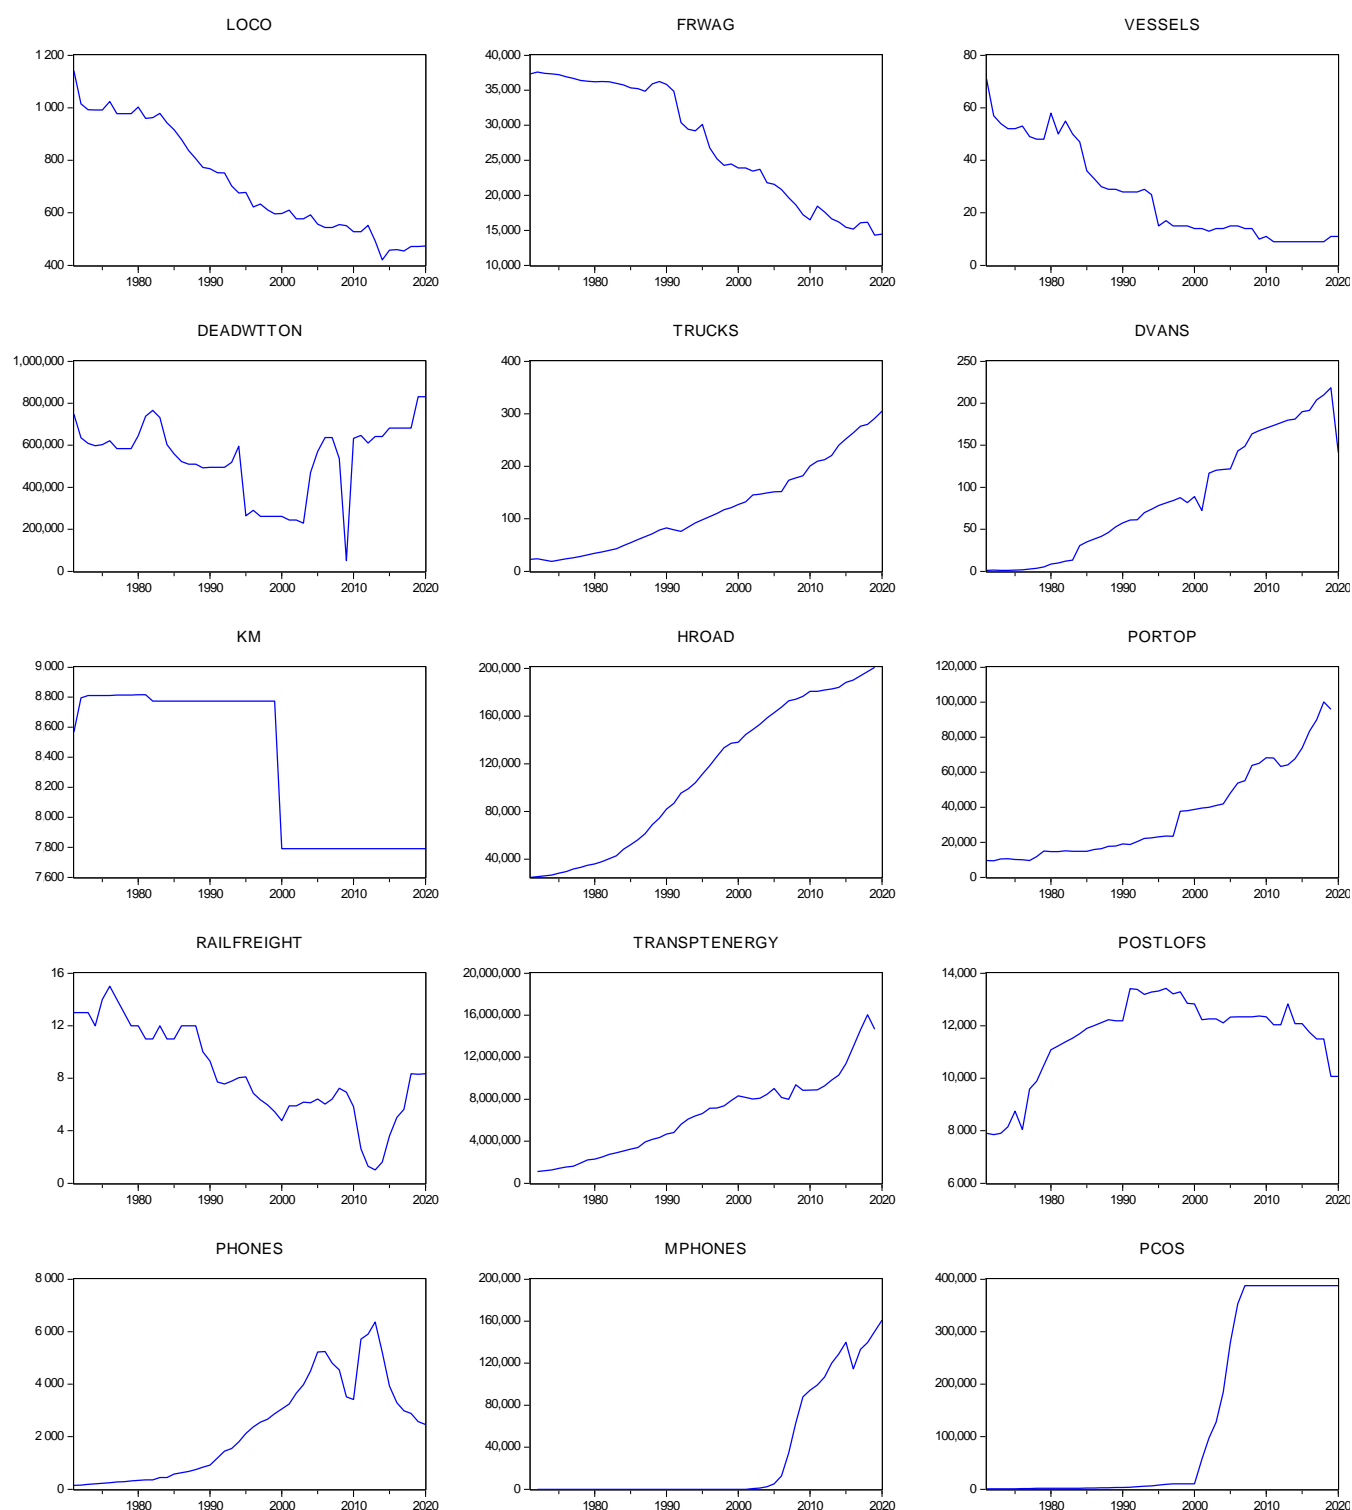 LOCO FRWAG VESSELS
1 200 40,000 80
35,000
1 000 60
30,000
800 25,000 40
20,000
600 20
15,000
400 10,000 0
1980 1990 2000 2010 2020 1980 1990 2000 2010 2020 1980 1990 2000 2010 2020
DEADWTTON TRUCKS DVANS
1,000,000 400 250
800,000 200
300
600,000 150
200
400,000 100
100
200,000 50
0 0 0
1980 1990 2000 2010 2020 1980 1990 2000 2010 2020 1980 1990 2000 2010 2020
KM HROAD PORTOP
9 000 200,000 120,000
8 800 100,000
8 600 160,000 80,000
8 400 120,000 60,000
8 200
8 000 80,000 40,000
7 800 40,000 20,000
7 600 0
1980 1990 2000 2010 2020 1980 1990 2000 2010 2020 1980 1990 2000 2010 2020
RAILFREIGHT TRANSPTENERGY POSTLOFS
16 20,000,000 14,000
16,000,000
12 12,000
12,000,000
8 10,000
8,000,000
4 8 000
4,000,000
0 0 6 000
1980 1990 2000 2010 2020 1980 1990 2000 2010 2020 1980 1990 2000 2010 2020
PHONES MPHONES PCOS
8 000 200,000 400,000
160,000
6 000 300,000
120,000
4 000 200,000
80,000
2 000 100,000
40,000
0 0 0
1980 1990 2000 2010 2020 1980 1990 2000 2010 2020 1980 1990 2000 2010 2020